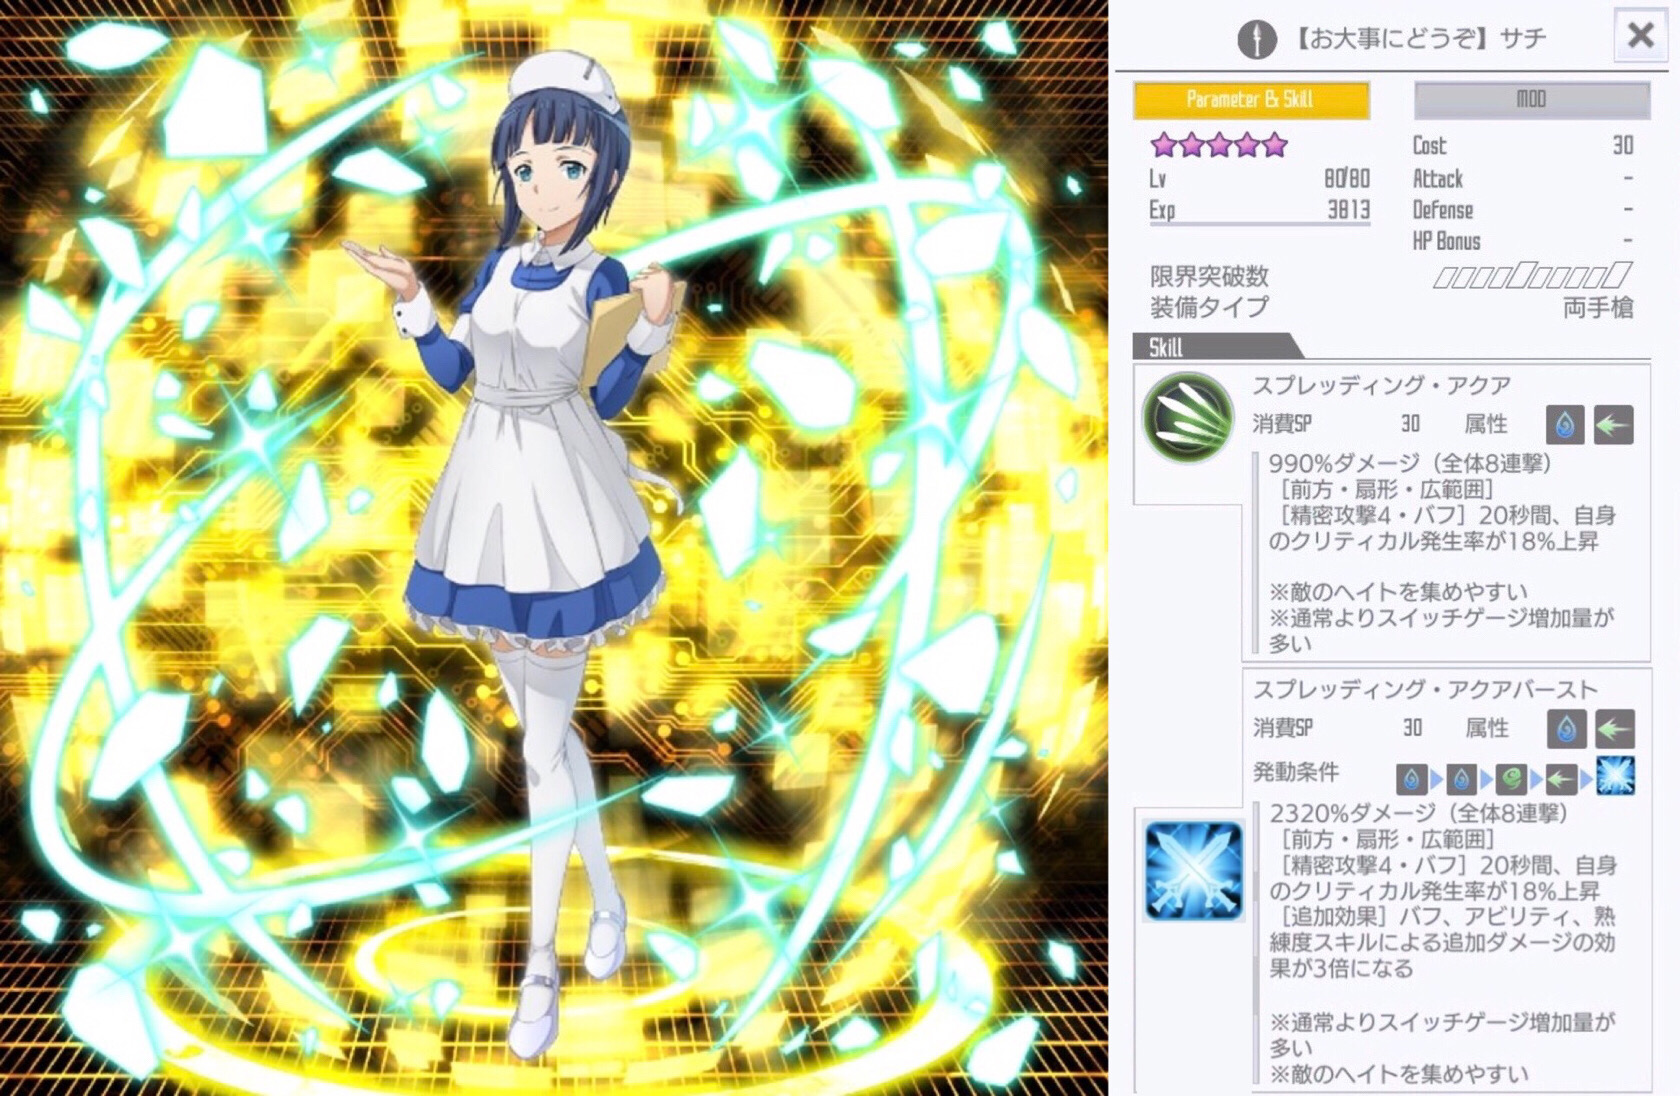 【お大事にどうぞ】サチ
Parameter & Skill
MOD
Lv 80/80
Exp 3813
Cost 30
Attack -
Defense -
HP Bonus -
限界突破数
装備タイプ 両手槍
Skill
スプレッディング・アクア
消費SP 30 属性
990%ダメージ（全体8連撃）
［前方・扇形・広範囲］
［精密攻撃4・バフ］20秒間、自身
のクリティカル発生率が18%上昇
※敵のヘイトを集めやすい
※通常よりスイッチゲージ増加量が
多い
スプレッディング・アクアバースト
消費SP 30 属性
発動条件
2320%ダメージ（全体8連撃）
［前方・扇形・広範囲］
［精密攻撃4・バフ］20秒間、自身
のクリティカル発生率が18%上昇
［追加効果］バフ、アビリティ、熟
練度スキルによる追加ダメージの効
果が3倍になる
※通常よりスイッチゲージ増加量が
多い
※敵のヘイトを集めやすい